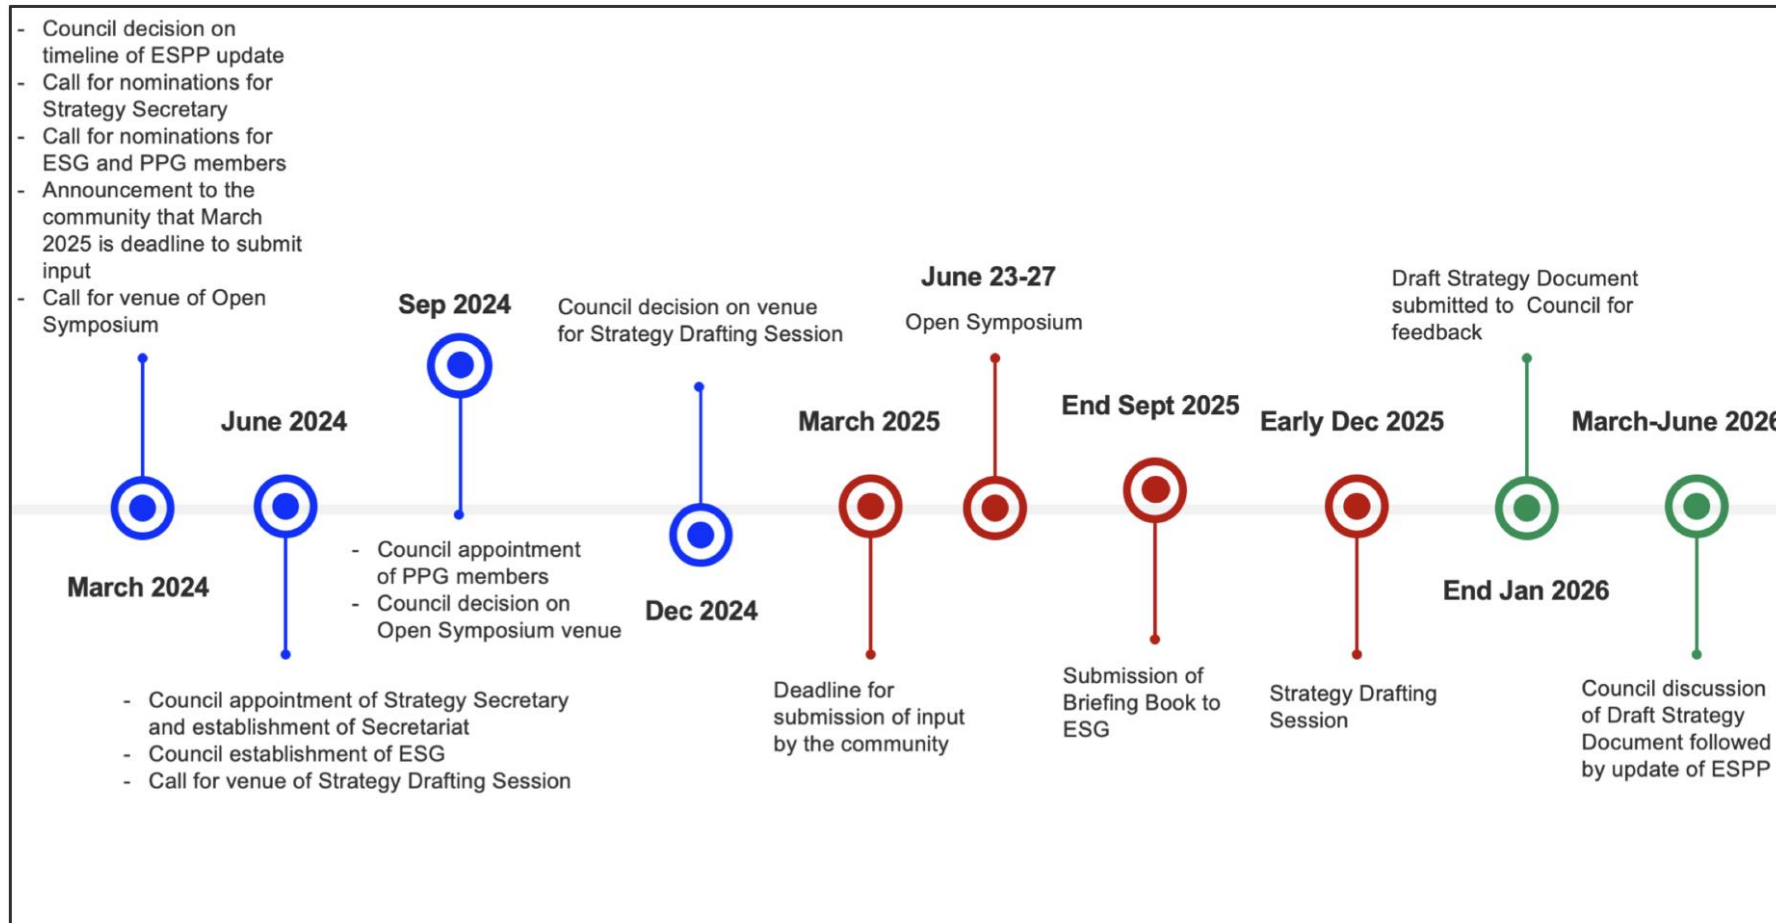 - Council decision on
timeline of ESPP update
- Call for nominations for
Strategy Secretary
- Call for nominations for
ESG and PPG members
- Announcement to the
community that March
2025 is deadline to submit
input
- Call for venue of Open
Symposium
March 2024
June 2024
- Council appointment of Strategy Secretary
and establishment of Secretariat
- Council establishment of ESG
- Call for venue of Strategy Drafting Session
Sep 2024
- Council appointment
of PPG members
- Council decision on
Open Symposium venue
Council decision on venue
for Strategy Drafting Session
Dec 2024
March 2025
Deadline for
submission of input
by the community
June 23-27
Open Symposium
End Sept 2025
Submission of
Briefing Book to
ESG
Early Dec 2025
Strategy Drafting
Session
Draft Strategy Document
submitted to Council for
feedback
End Jan 2026
March-June 2026
Council discussion
of Draft Strategy
Document followed
by update of ESPP